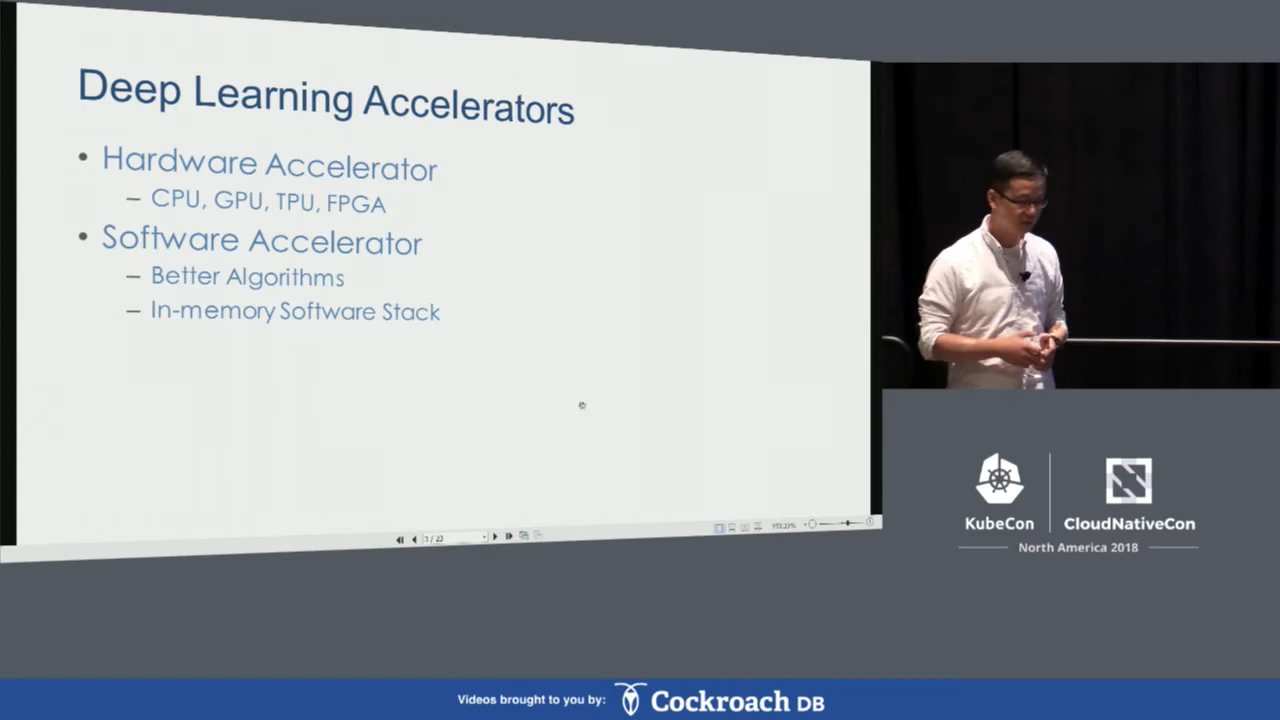 Deep Learning Accelerators
• Hardware Accelerator
– CPU, GPU, TPU, FPGA
• Software Accelerator
– Better Algorithms
– In-memory Software Stack
/ 23
KubeCon
CloudNativeCon
North America 2018
Videos brought to you by:
Cockroach DB